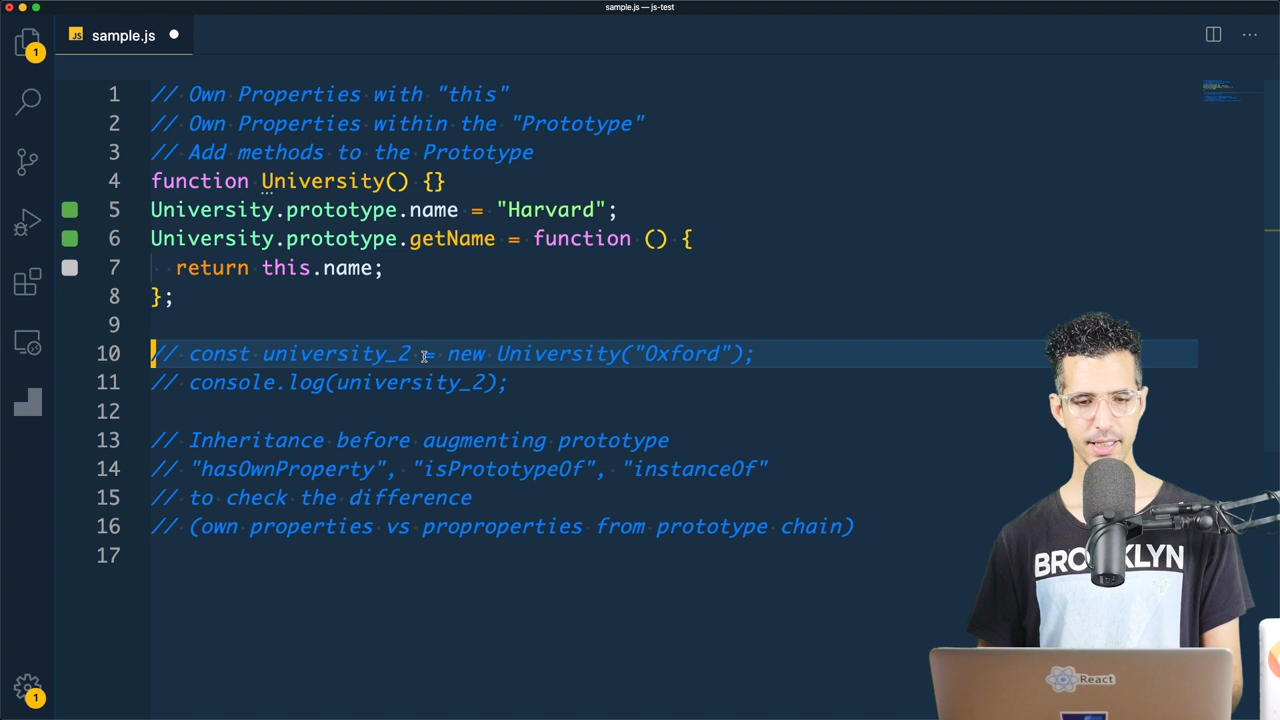 sample.js — js-test
1
JS sample.js
1 // Own Properties with "this"
2 // Own Properties within the "Prototype"
3 // Add methods to the Prototype
4 function University() {}
5 University.prototype.name = "Harvard";
6 University.prototype.getName = function () {
7 return this.name;
8 };
9
10 // const university_2 = new University("Oxford");
11 // console.log(university_2);
12
13 // Inheritance before augmenting prototype
14 // "hasOwnProperty", "isPrototypeOf", "instanceOf"
15 // to check the difference
16 // (own properties vs proproperties from prototype chain)
17
BROOKLYN
React
1